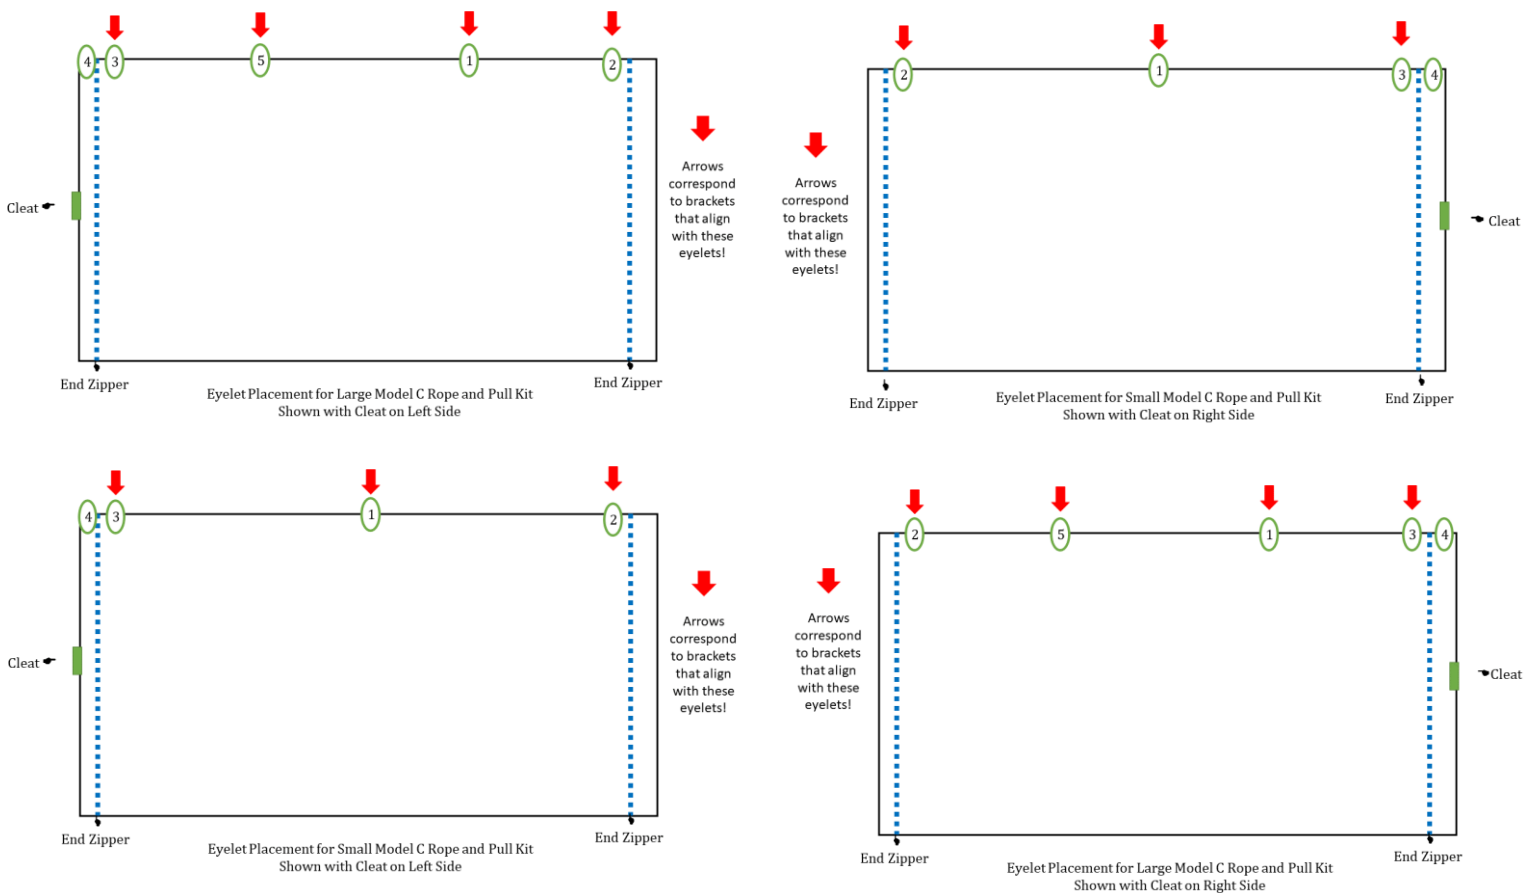 4 3 5 1 2
Cleat
Arrows
correspond
to brackets
that align
with these
eyelets!
End Zipper
End Zipper
Eyelet Placement for Large Model C Rope and Pull Kit
Shown with Cleat on Left Side
2 1 3 4
Arrows
correspond
to brackets
that align
with these
eyelets!
Cleat
End Zipper
End Zipper
Eyelet Placement for Small Model C Rope and Pull Kit
Shown with Cleat on Right Side
4 3 1 2
Cleat
Arrows
correspond
to brackets
that align
with these
eyelets!
End Zipper
End Zipper
Eyelet Placement for Small Model C Rope and Pull Kit
Shown with Cleat on Left Side
2 5 1 3 4
Arrows
correspond
to brackets
that align
with these
eyelets!
Cleat
End Zipper
End Zipper
Eyelet Placement for Large Model C Rope and Pull Kit
Shown with Cleat on Right Side